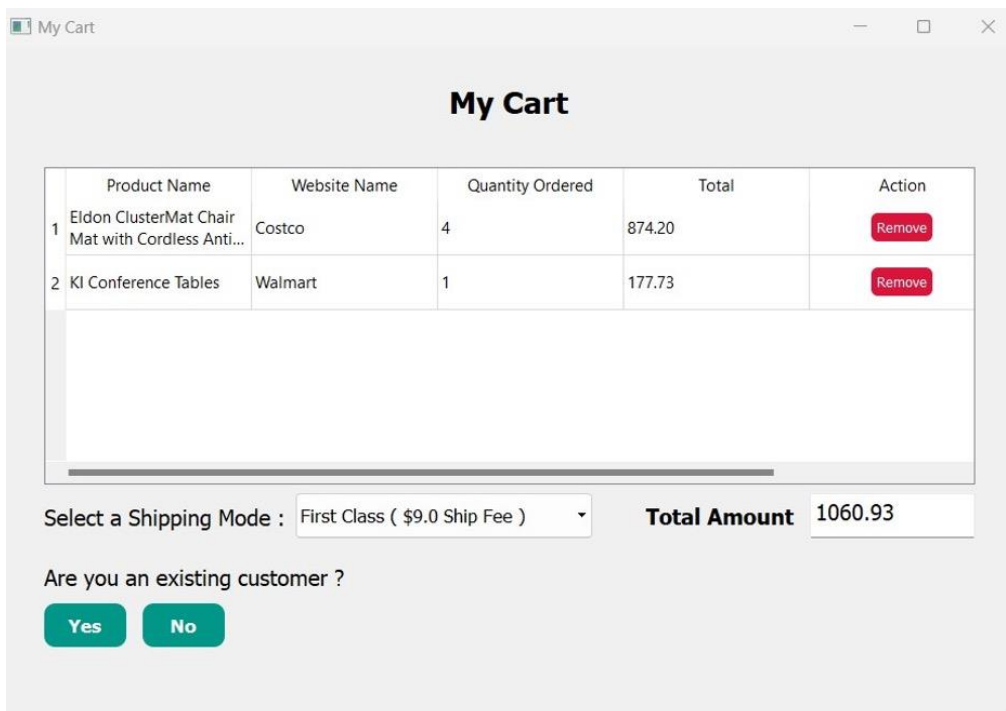 My Cart
My Cart
Product Name Website Name Quantity Ordered Total Action
1 Eldon ClusterMat Chair
Mat with Cordless Anti... Costco 4 874.20 Remove
2 KI Conference Tables Walmart 1 177.73 Remove
Select a Shipping Mode : First Class ( $9.0 Ship Fee ) Total Amount 1060.93
Are you an existing customer ?
Yes No